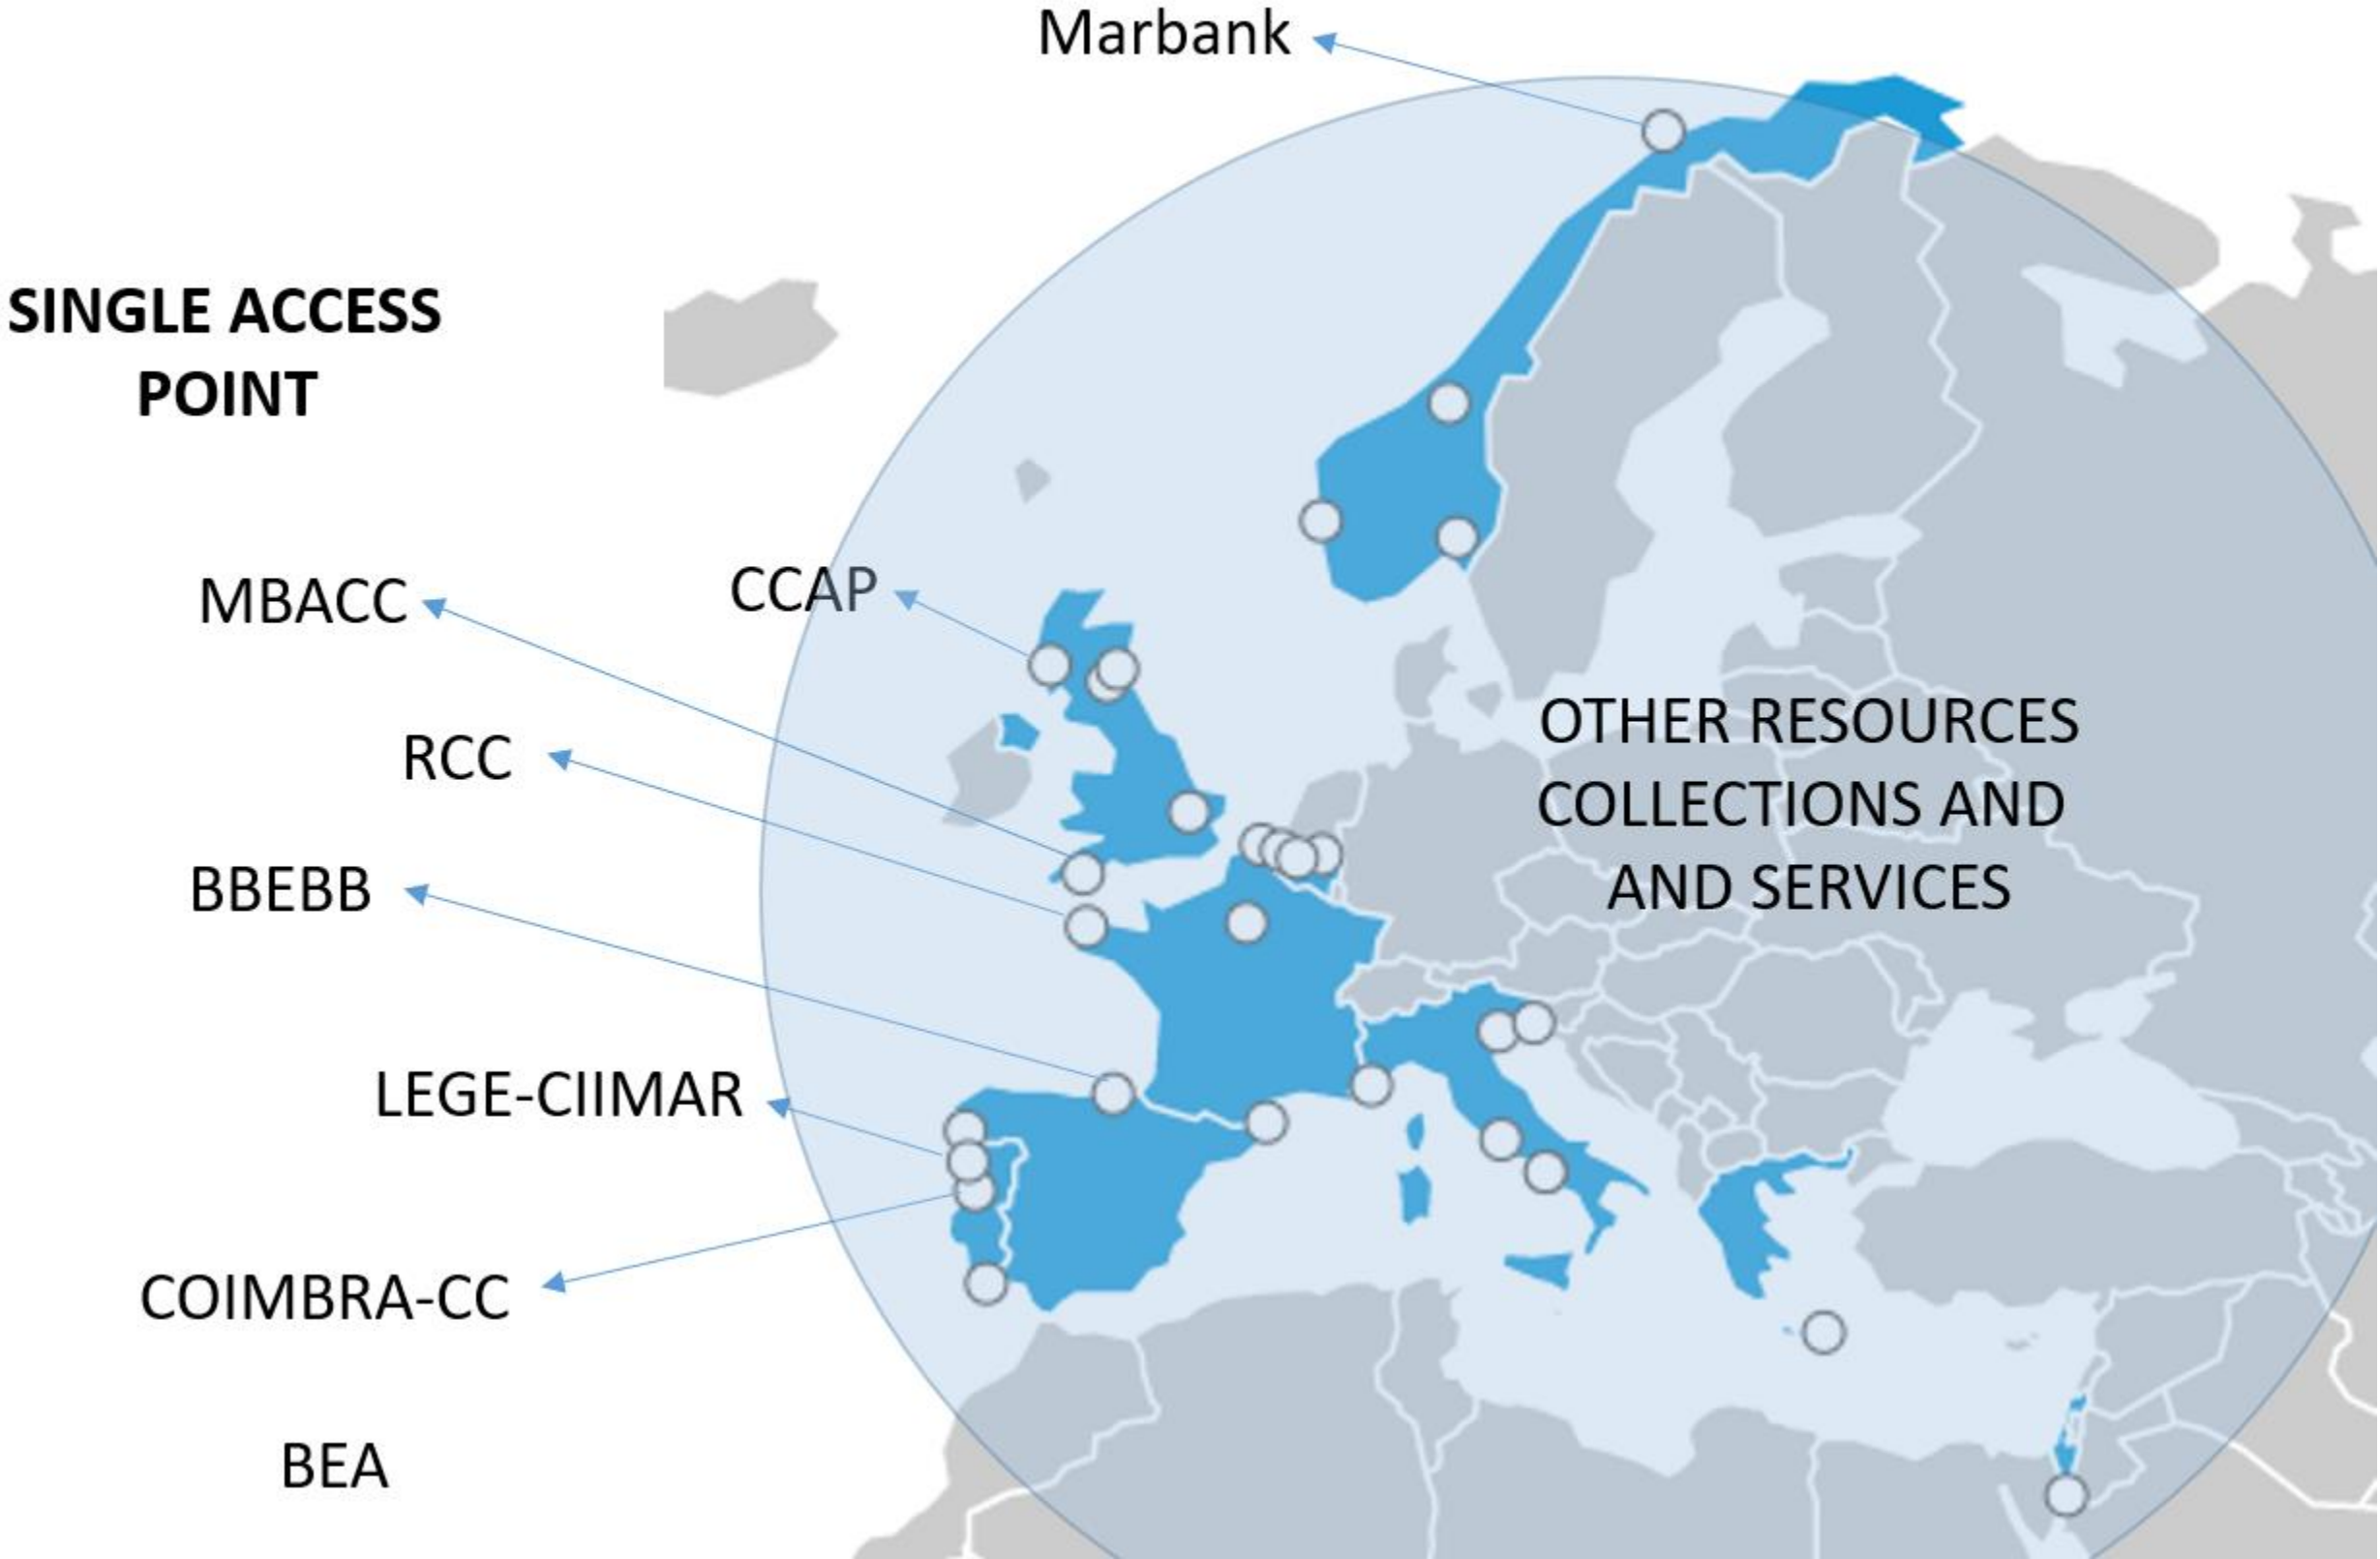 Marbank
SINGLE ACCESS
POINT
MBACC
CCAP
RCC
OTHER RESOURCES
COLLECTIONS AND
AND SERVICES
BBEBB
LEGE-CIIMAR
COIMBRA-CC
BEA